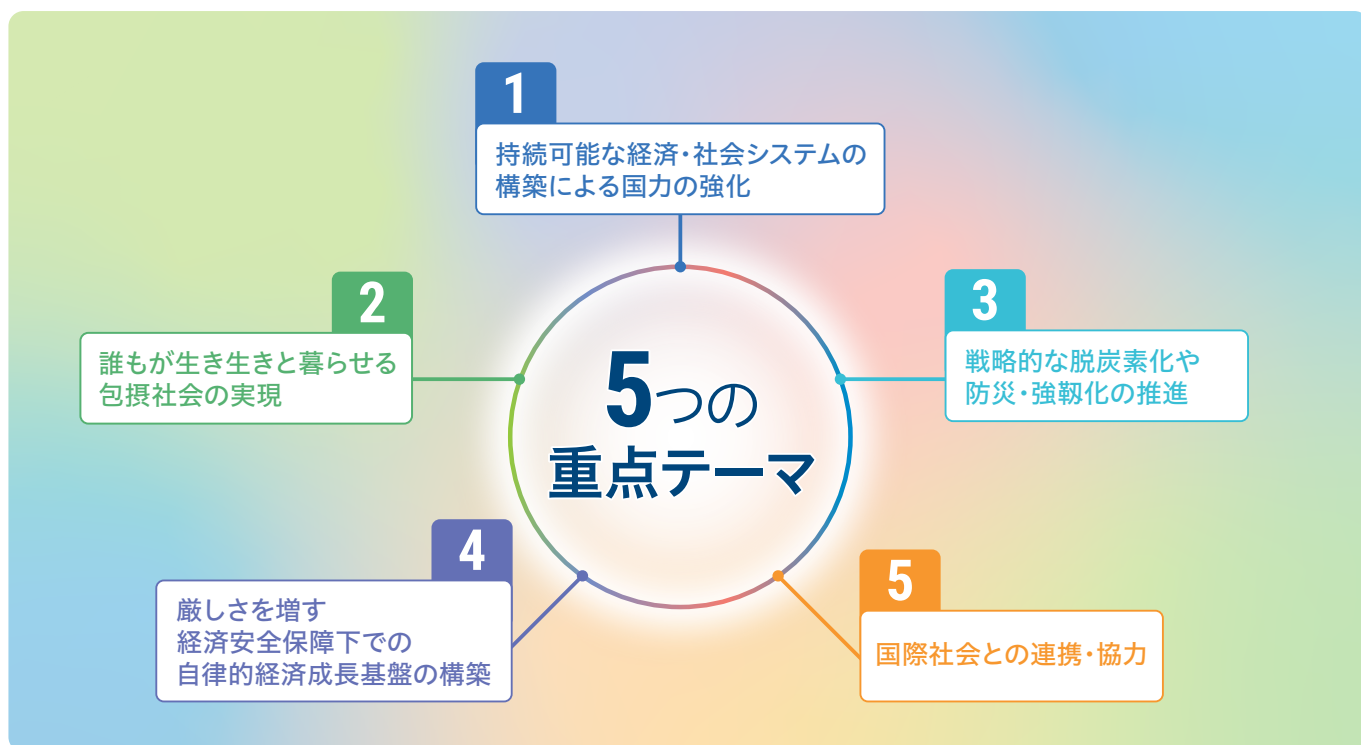 5つの
重点テーマ
1
持続可能な経済・社会システムの
構築による国力の強化
2
誰もが生き生きと暮らせる
包摂社会の実現
3
戦略的な脱炭素化や
防災・強靱化の推進
4
厳しさを増す
経済安全保障下での
自律的経済成長基盤の構築
5
国際社会との連携・協力